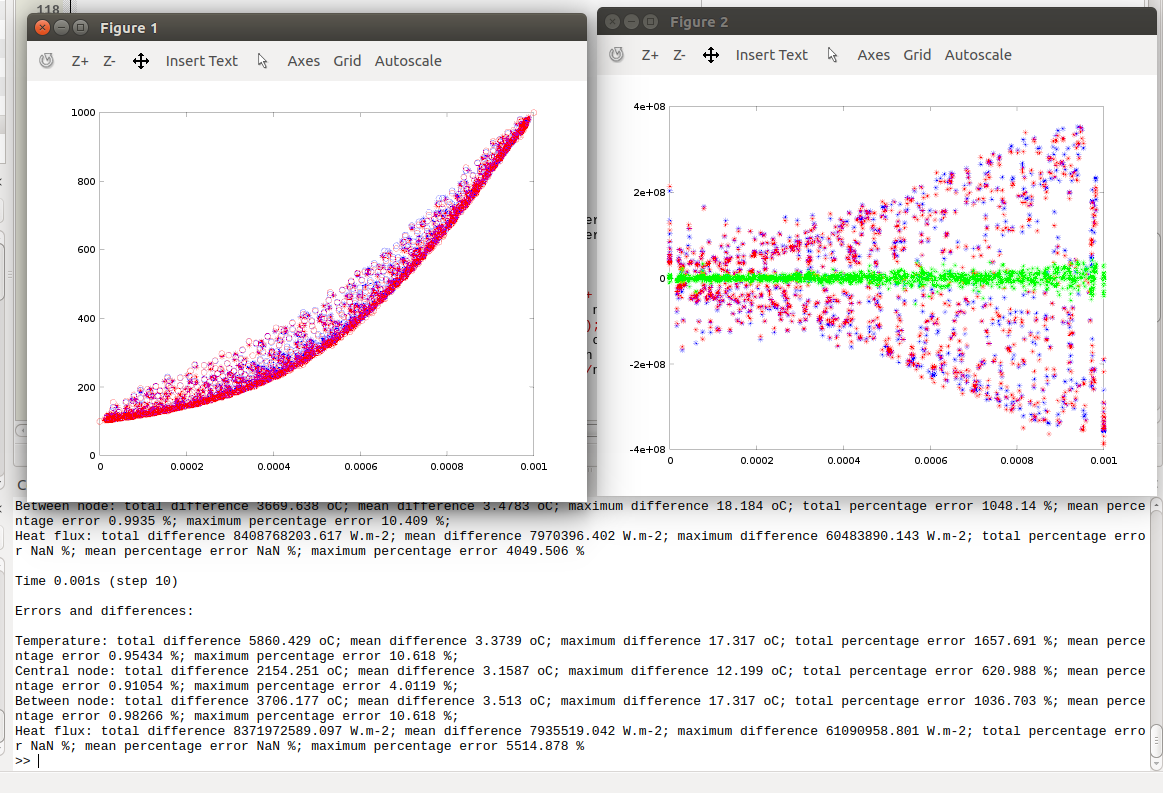 118
Figure 1
Z+ Z- Insert Text Axes Grid Autoscale
1000
800
600
400
200
0
0 0.0002 0.0004 0.0006 0.0008 0.001
Figure 2
Z+ Z- Insert Text Axes Grid Autoscale
4e+08
2e+08
0
-2e+08
-4e+08
0 0.0002 0.0004 0.0006 0.0008 0.001
Between node: total difference 3669.638 oC; mean difference 3.4783 oC; maximum difference 18.184 oC; total percentage error 1048.14 %; mean perce
ntage error 0.9935 %; maximum percentage error 10.409 %;
Heat flux: total difference 8408768203.617 W.m-2; mean difference 7970396.402 W.m-2; maximum difference 60483890.143 W.m-2; total percentage erro
r NaN %; mean percentage error NaN %; maximum percentage error 4049.506 %
Time 0.001s (step 10)
Errors and differences:
Temperature: total difference 5860.429 oC; mean difference 3.3739 oC; maximum difference 17.317 oC; total percentage error 1657.691 %; mean perce
ntage error 0.95434 %; maximum percentage error 10.618 %;
Central node: total difference 2154.251 oC; mean difference 3.1587 oC; maximum difference 12.199 oC; total percentage error 620.988 %; mean perce
ntage error 0.91054 %; maximum percentage error 4.0119 %;
Between node: total difference 3706.177 oC; mean difference 3.513 oC; maximum difference 17.317 oC; total percentage error 1036.703 %; mean perce
ntage error 0.98266 %; maximum percentage error 10.618 %;
Heat flux: total difference 8371972589.097 W.m-2; mean difference 7935519.042 W.m-2; maximum difference 61090958.801 W.m-2; total percentage erro
r NaN %; mean percentage error NaN %; maximum percentage error 5514.878 %
>>